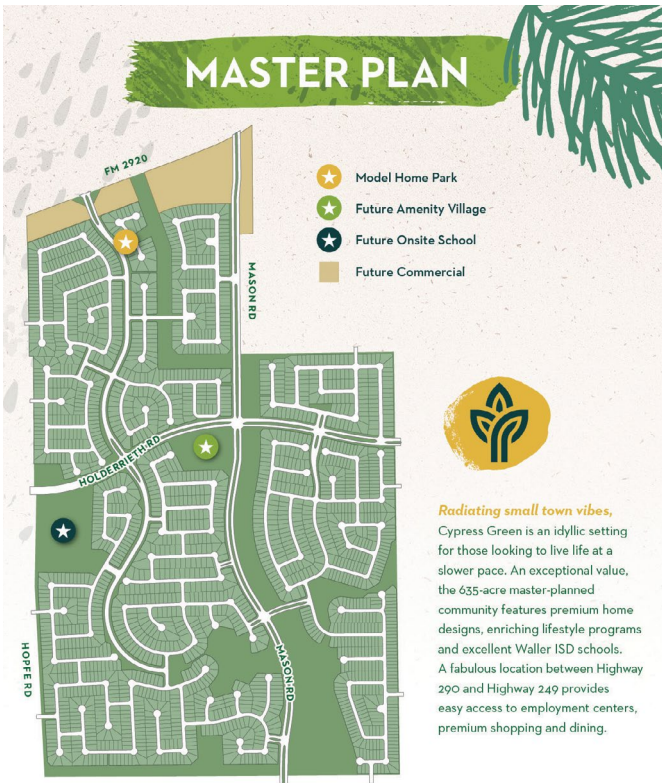 MASTER PLAN
FM 2920
Model Home Park
Future Amenity Village
Future Onsite School
Future Commercial
MASON RD
HOLDERRIETH RD
Radiating small town vibes,
Cypress Green is an idyllic setting
for those looking to live life at a
slower pace. An exceptional value,
the 635-acre master-planned
community features premium home
designs, enriching lifestyle programs
and excellent Waller ISD schools.
A fabulous location between Highway
290 and Highway 249 provides
easy access to employment centers,
premium shopping and dining.
HOPFE RD
MASON RD